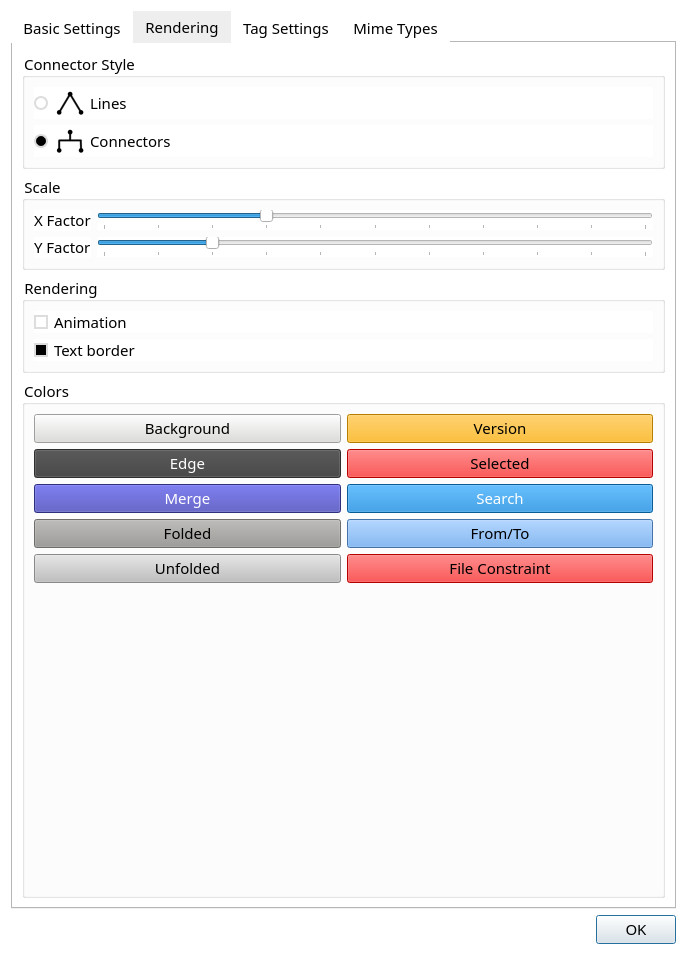 Basic Settings Rendering Tag Settings Mime Types
Connector Style
Lines
Connectors
Scale
X Factor
Y Factor
Rendering
Animation
Text border
Colors
Background Version
Edge Selected
Merge Search
Folded From/To
Unfolded File Constraint
OK